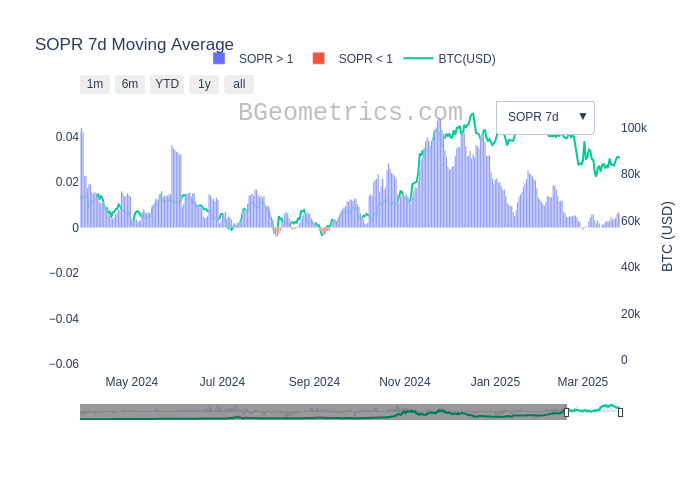 SOPR 7d Moving Average
SOPR > 1
SOPR < 1
BTC(USD)
1m
6m
YTD
1y
all
BGeometrics.com
SOPR 7d ▼
0.04
0.02
0
−0.02
−0.04
−0.06
100k
80k
60k
40k
20k
0
BTC (USD)
May 2024
Jul 2024
Sep 2024
Nov 2024
Jan 2025
Mar 2025